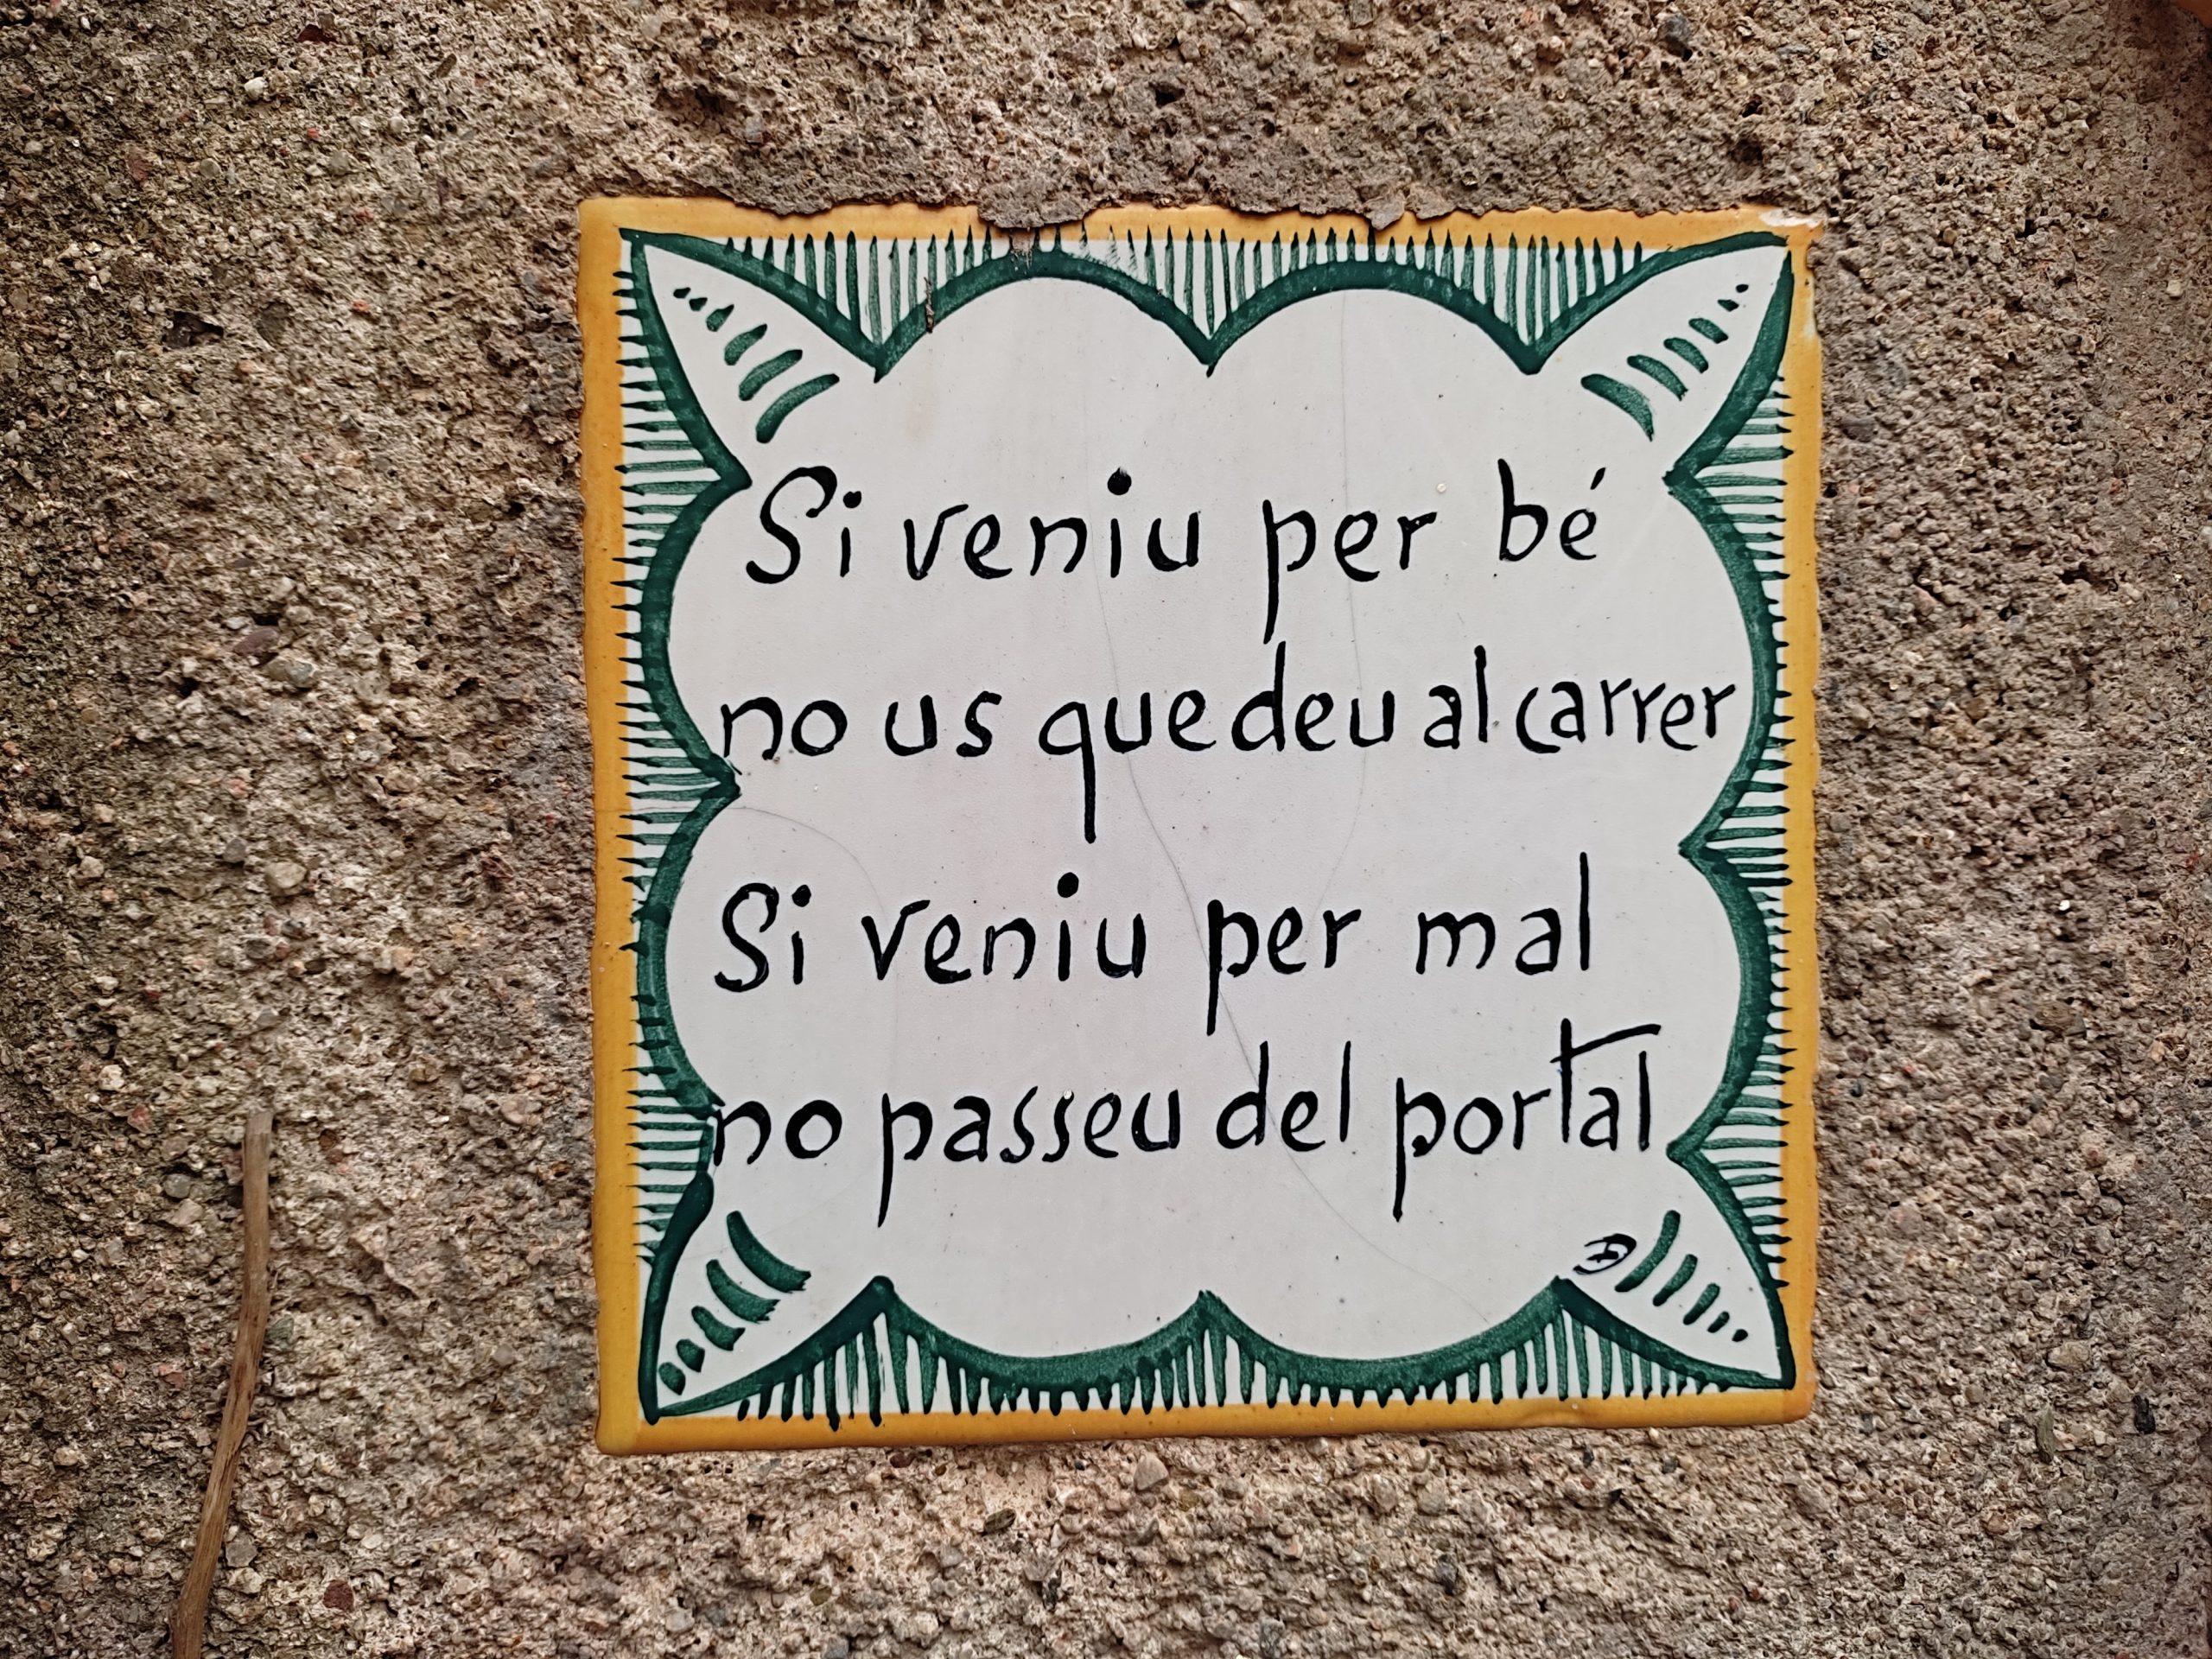 Si veniu per bé
no us quedeu al carrer
Si veniu per mal
no passeu del portal